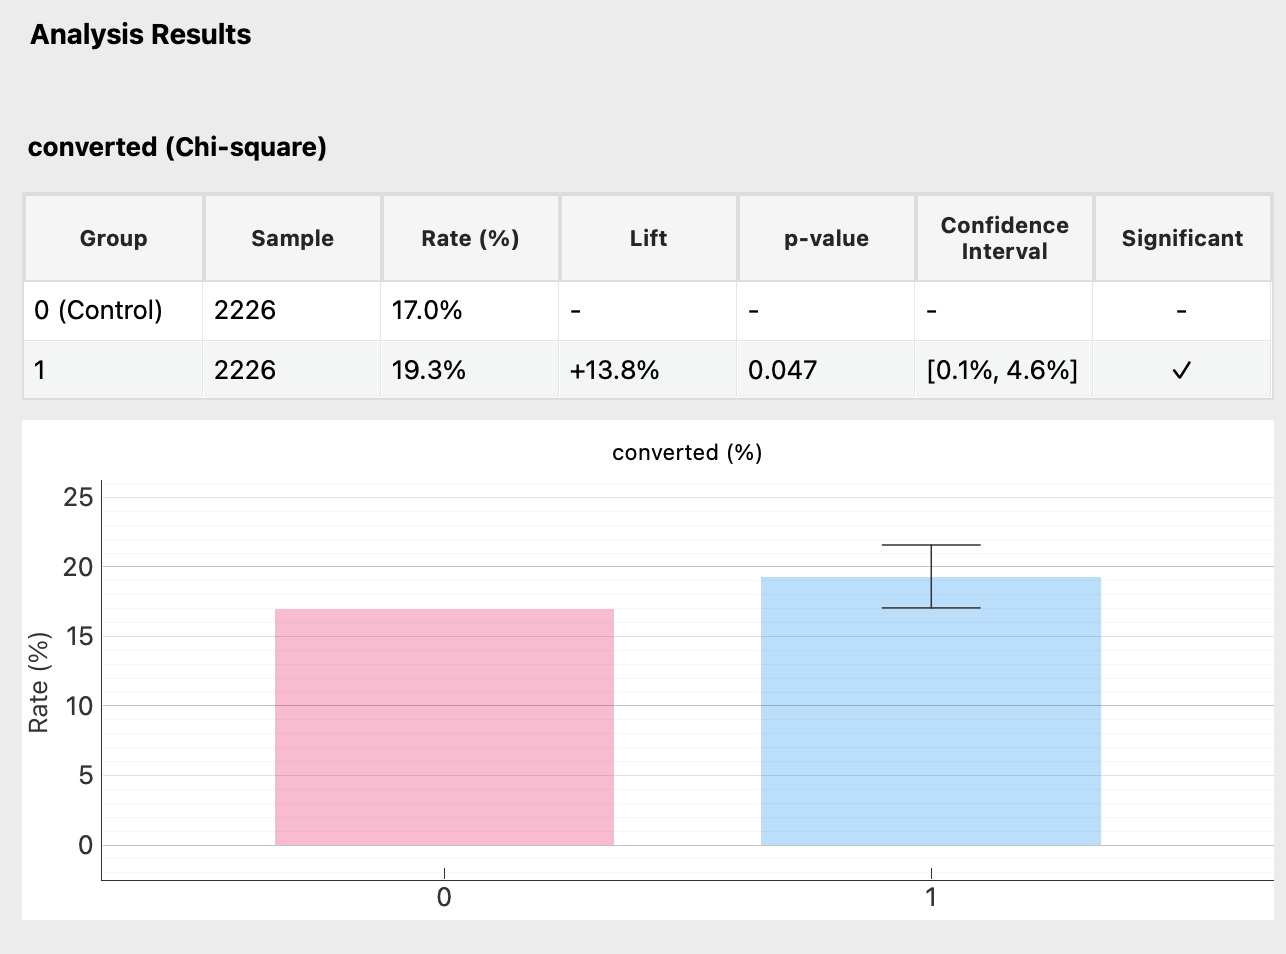 Analysis Results
converted (Chi-square)
Group Sample Rate (%) Lift p-value Confidence Interval Significant
0 (Control) 2226 17.0% - - - -
1 2226 19.3% +13.8% 0.047 [0.1%, 4.6%] ✓
converted (%)
25
20
15
10
5
0
Rate (%)
0 1